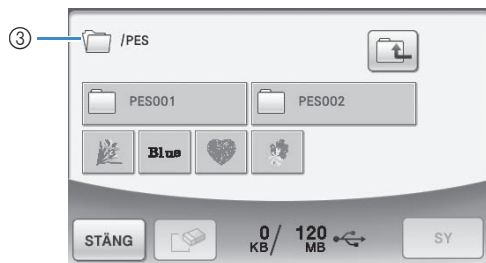 ③ /PES
PES001 PES002
Blue
STÄNG 0 KB/ 120 MB SY